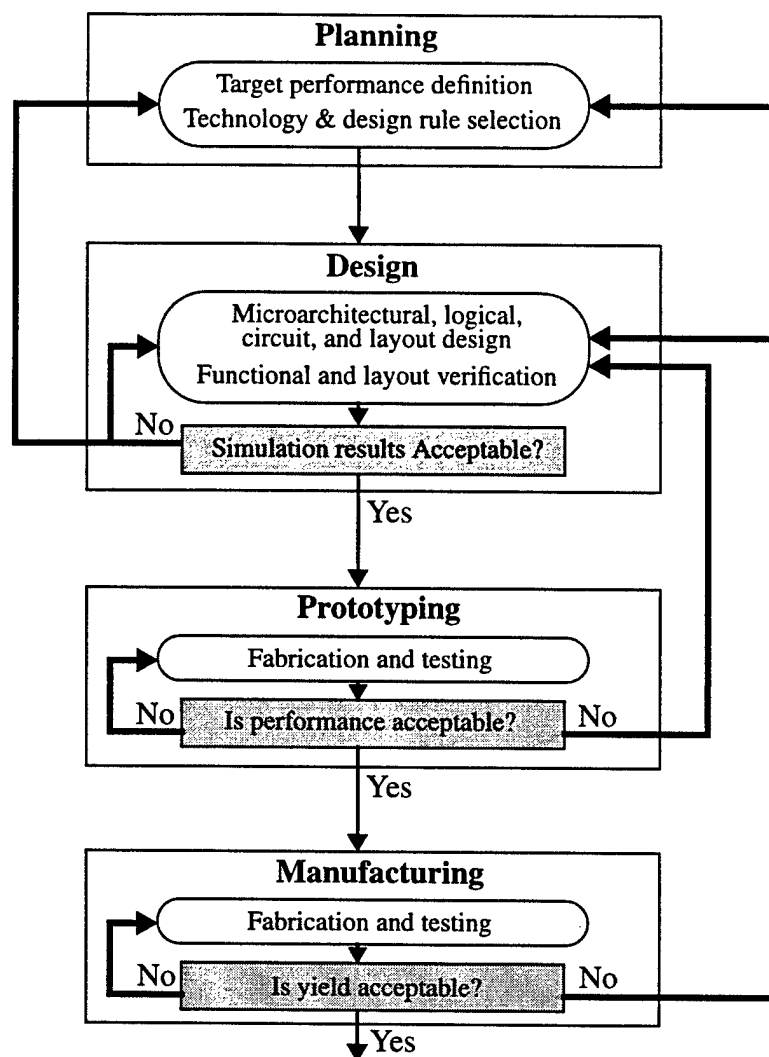 Planning
Target performance definition
Technology & design rule selection
Design
Microarchitectural, logical,
circuit, and layout design
Functional and layout verification
No
Simulation results Acceptable?
Yes
Prototyping
Fabrication and testing
No
Is performance acceptable?
No
Yes
Manufacturing
Fabrication and testing
No
Is yield acceptable?
No
Yes